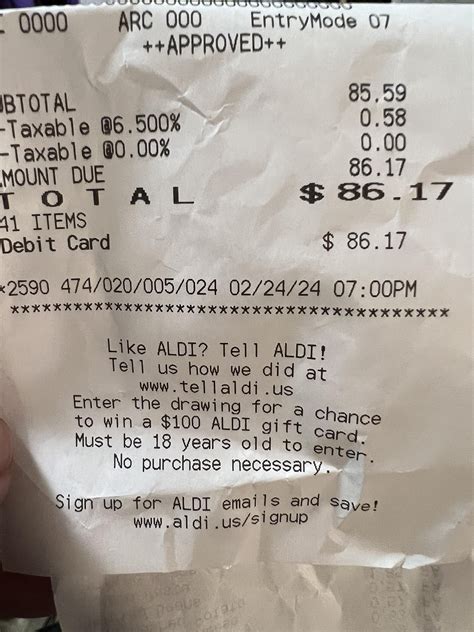 0000 ARC 000 EntryMode 07
++APPROVED++
UBTOTAL 85.59
-Taxable @6.500% 0.58
-Taxable @0.00% 0.00
AMOUNT DUE 86.17
TOTAL $ 86.17
41 ITEMS
Debit Card $ 86.17
*2590 474/020/005/024 02/24/24 07:00PM
******************************************
Like ALDI? Tell ALDI!
Tell us how we did at
www.tellaldi.us
Enter the drawing for a chance
to win a $100 ALDI gift card.
Must be 18 years old to enter.
No purchase necessary.
Sign up for ALDI emails and save!
www.aldi.us/signup